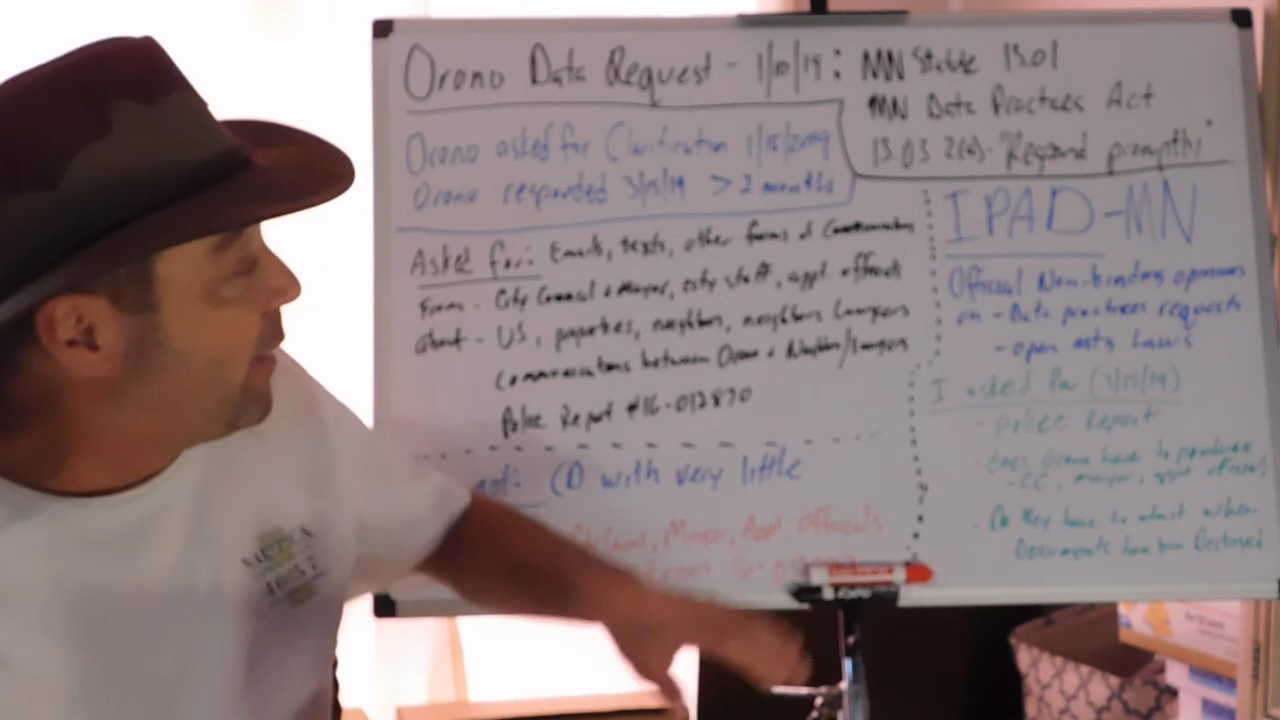 Orono Data Request - 1/10/19:
MN Statute 13.01
MN Data Practices Act
13.03 2(a)- "Respond promptly"
Orono asked for Clarification 1/15/2019
Orono responded 3/15/19 > 2 months
Asked for: Emails, texts, other forms of Communication
From - City Council + Mayor, city staff, appt. officials
about - US, properties, neighbors, neighbors lawyers
Communications between Orono + Neighbors/lawyers
Police Report #16-012870
CD with very little
Council, Mayor, Appt Officials
IPAD-MN
Official Non-binding opinions
on - Data practices requests
- open mtg Laws
I asked for (3/15/19)
- Police Report
- Does Orono have to produce
- CC, mayor, appt officials
- Do they have to admit when
Documents have been Destroyed